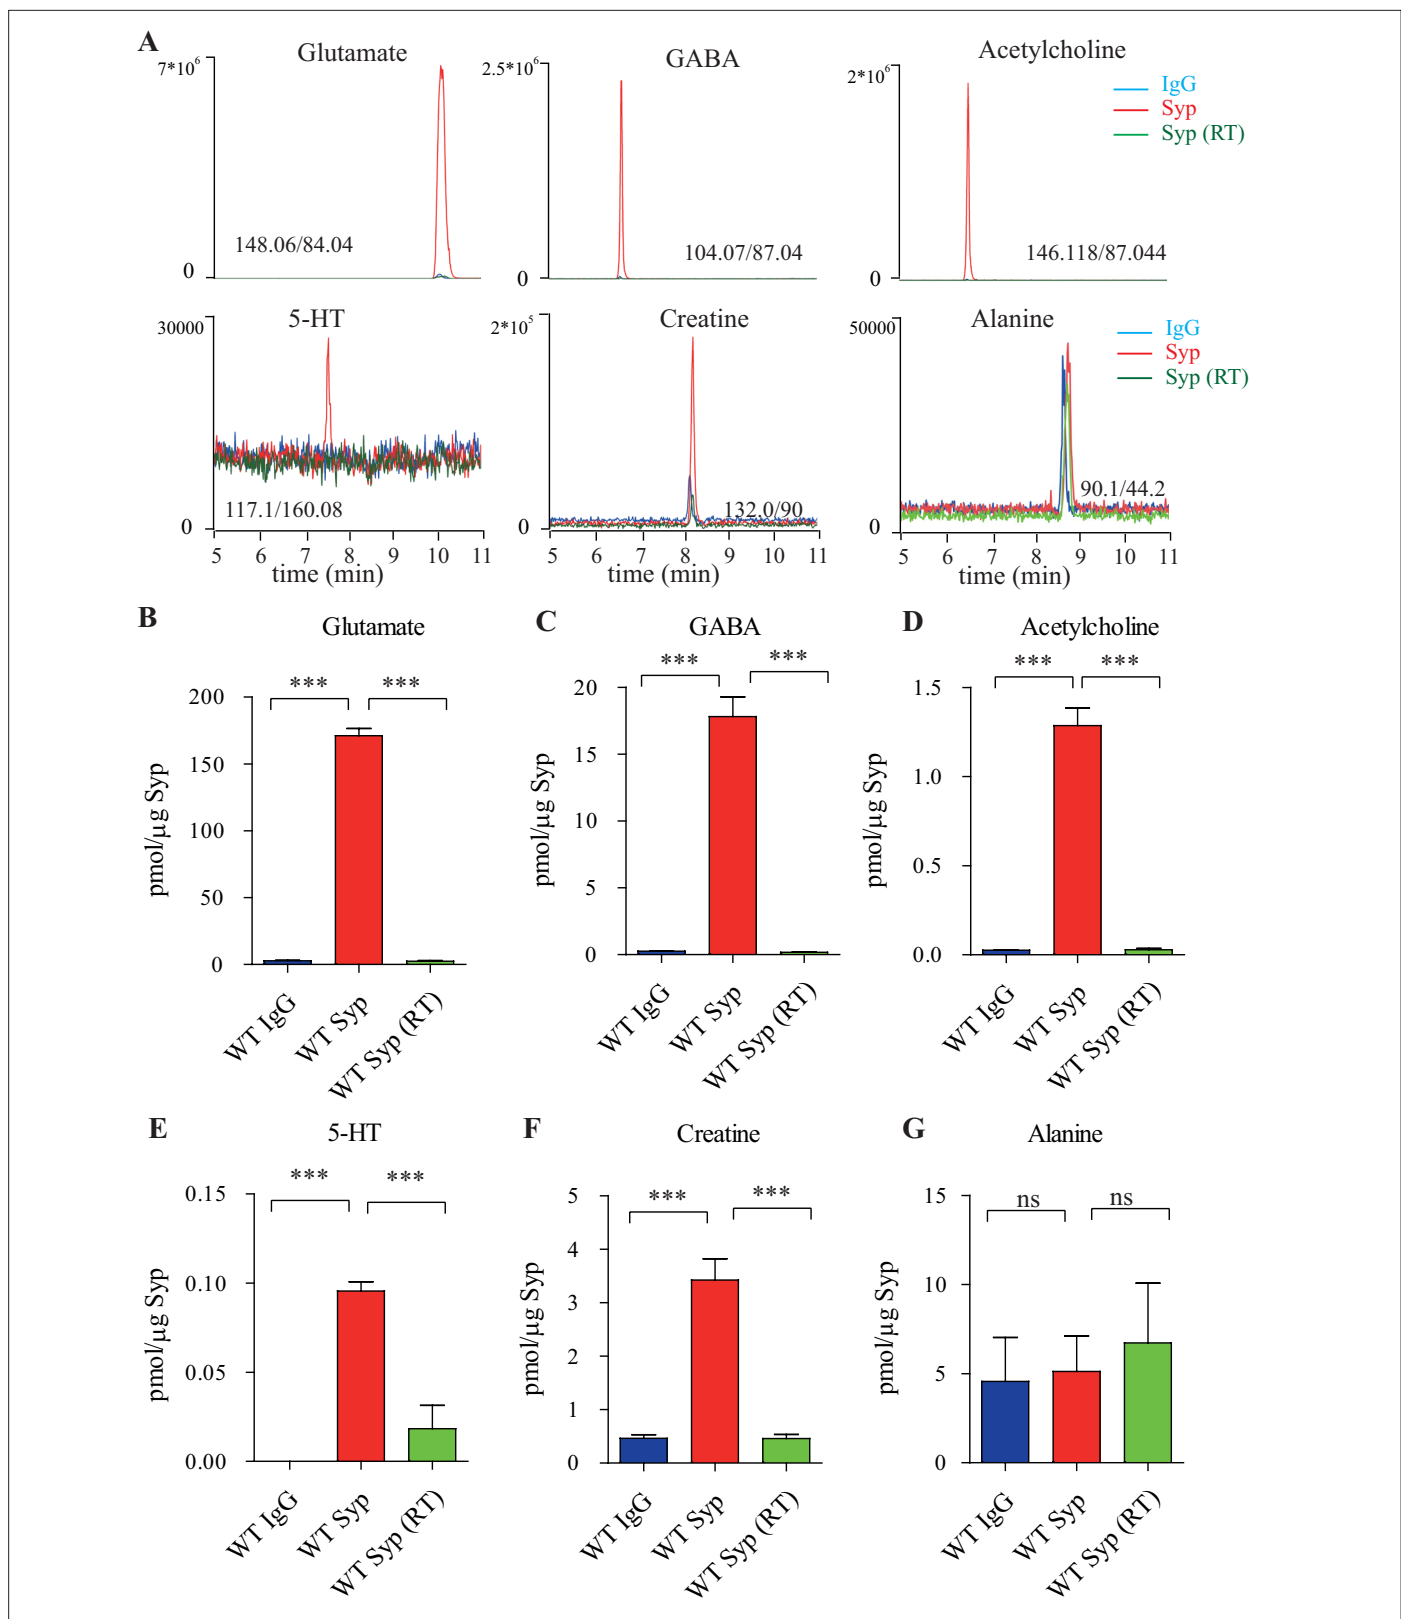 A
Glutamate
GABA
Acetylcholine
7*10⁶
2.5*10⁶
2*10⁶
IgG
Syp
Syp (RT)
148.06/84.04
104.07/87.04
146.118/87.044
0
0
0
5-HT
Creatine
Alanine
30000
2*10⁵
50000
IgG
Syp
Syp (RT)
117.1/160.08
132.0/90
90.1/44.2
0
0
0
5 6 7 8 9 10 11
5 6 7 8 9 10 11
5 6 7 8 9 10 11
time (min)
time (min)
time (min)
B
Glutamate
*** ***
200
150
100
50
0
pmol/µg Syp
WT IgG
WT Syp
WT Syp (RT)
C
GABA
*** ***
20
15
10
5
0
pmol/µg Syp
WT IgG
WT Syp
WT Syp (RT)
D
Acetylcholine
*** ***
1.5
1.0
0.5
0.0
pmol/µg Syp
WT IgG
WT Syp
WT Syp (RT)
E
5-HT
*** ***
0.15
0.10
0.05
0.00
pmol/µg Syp
WT IgG
WT Syp
WT Syp (RT)
F
Creatine
*** ***
5
4
3
2
1
0
pmol/µg Syp
WT IgG
WT Syp
WT Syp (RT)
G
Alanine
ns ns
15
10
5
0
pmol/µg Syp
WT IgG
WT Syp
WT Syp (RT)